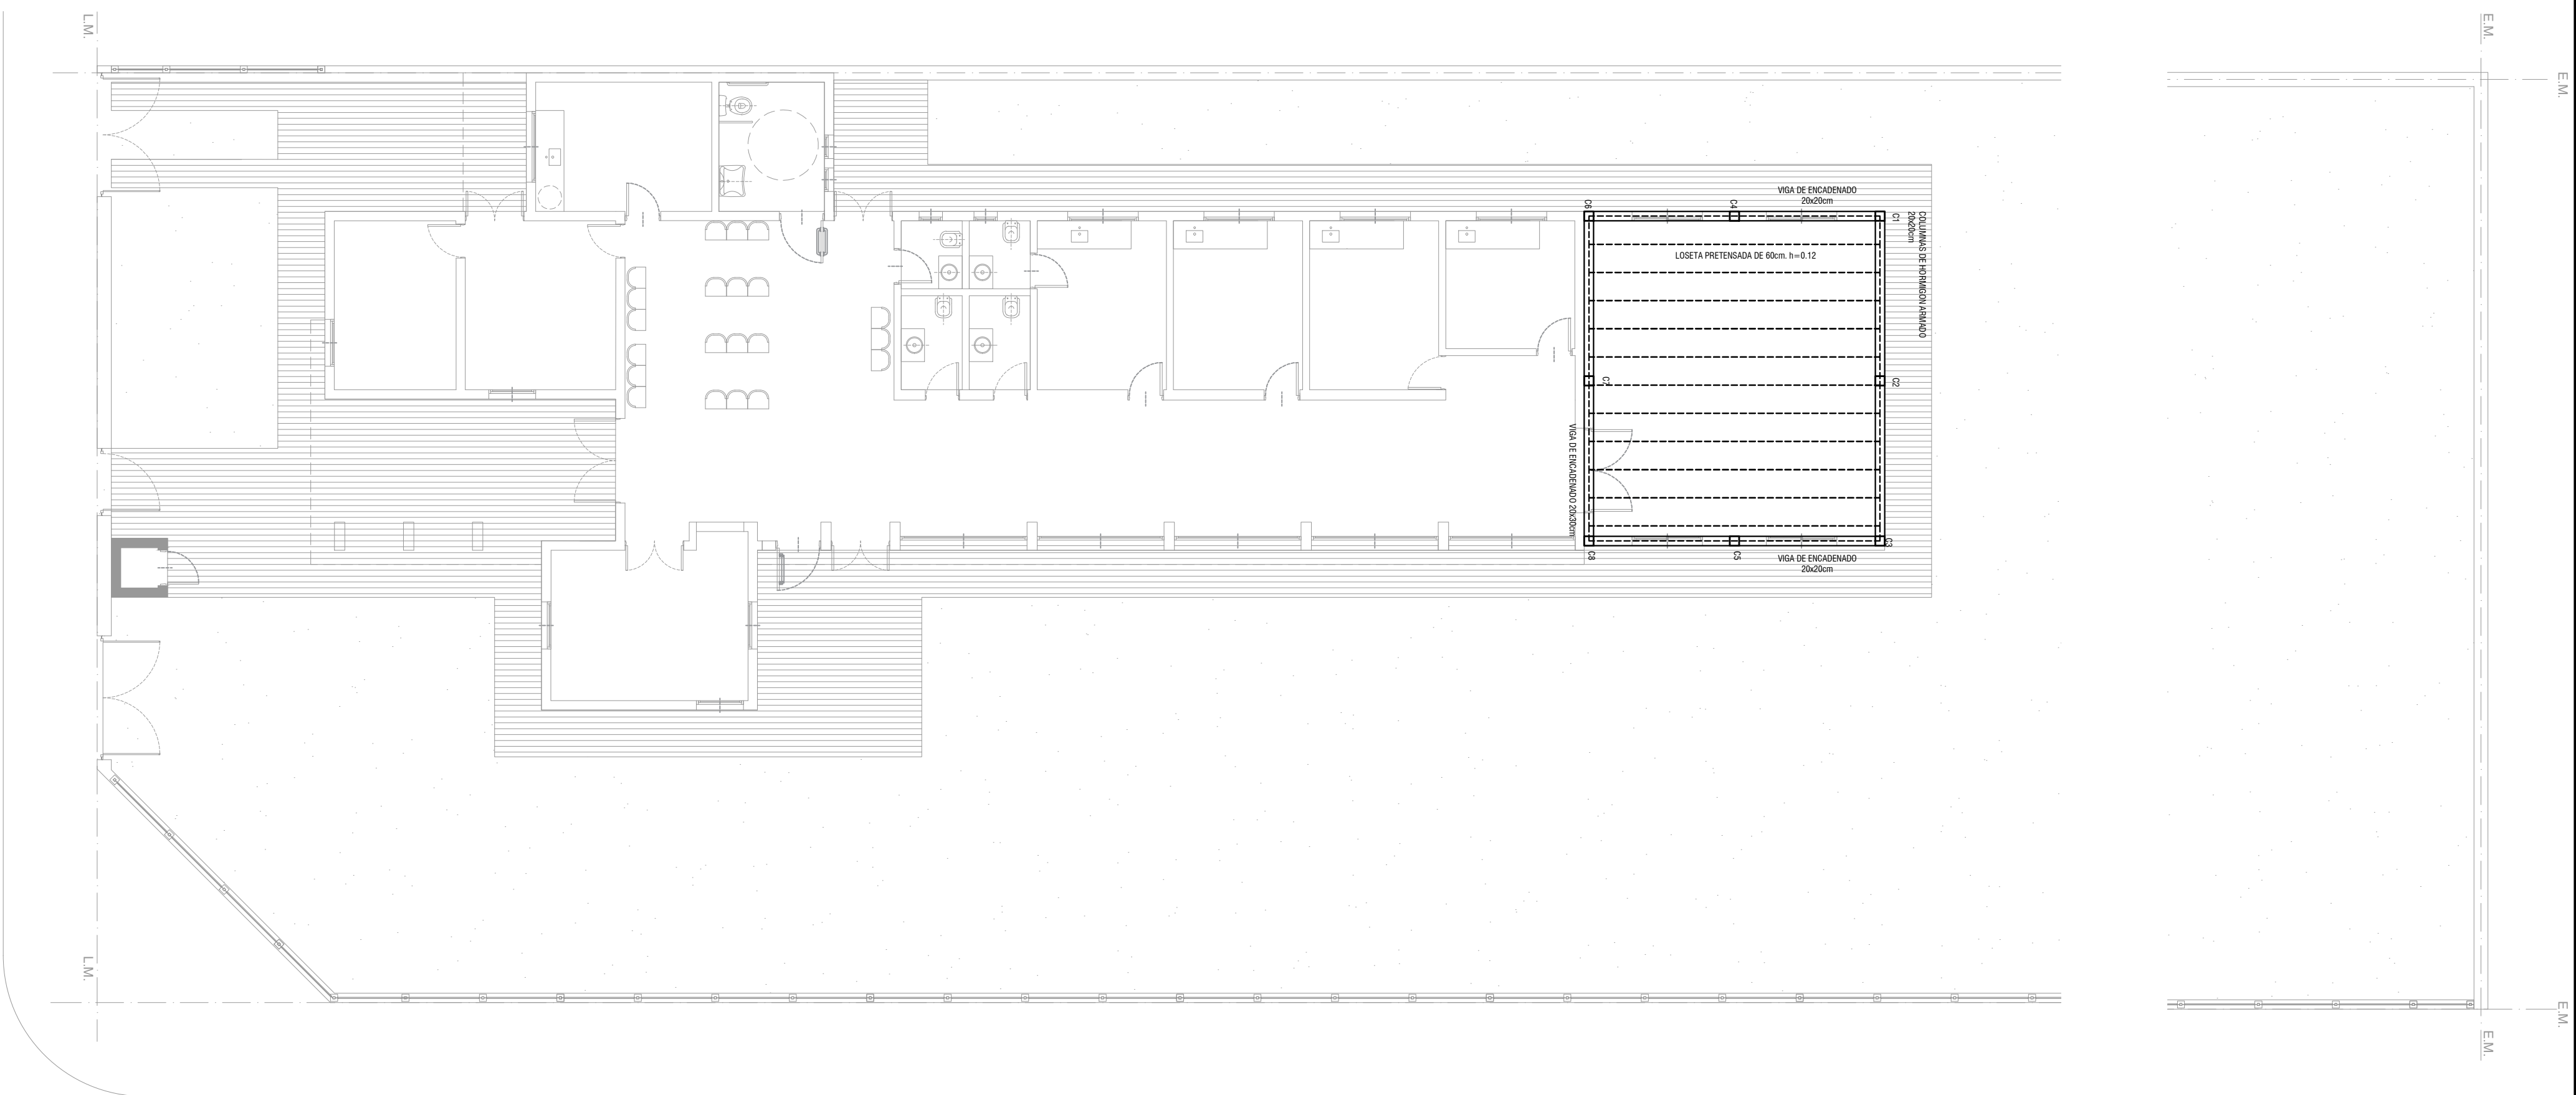 L.M.
E.M.
E.M.
VIGA DE ENCADENADO
20x20cm
C6
C4
C1
COLUMNAS DE HORMIGON ARMADO
20x20cm
LOSETA PRETENSADA DE 60cm. h=0.12
C7
C2
VIGA DE ENCADENADO 20x30cm
C8
C5
C3
VIGA DE ENCADENADO
20x20cm
L.M.
E.M.
E.M.